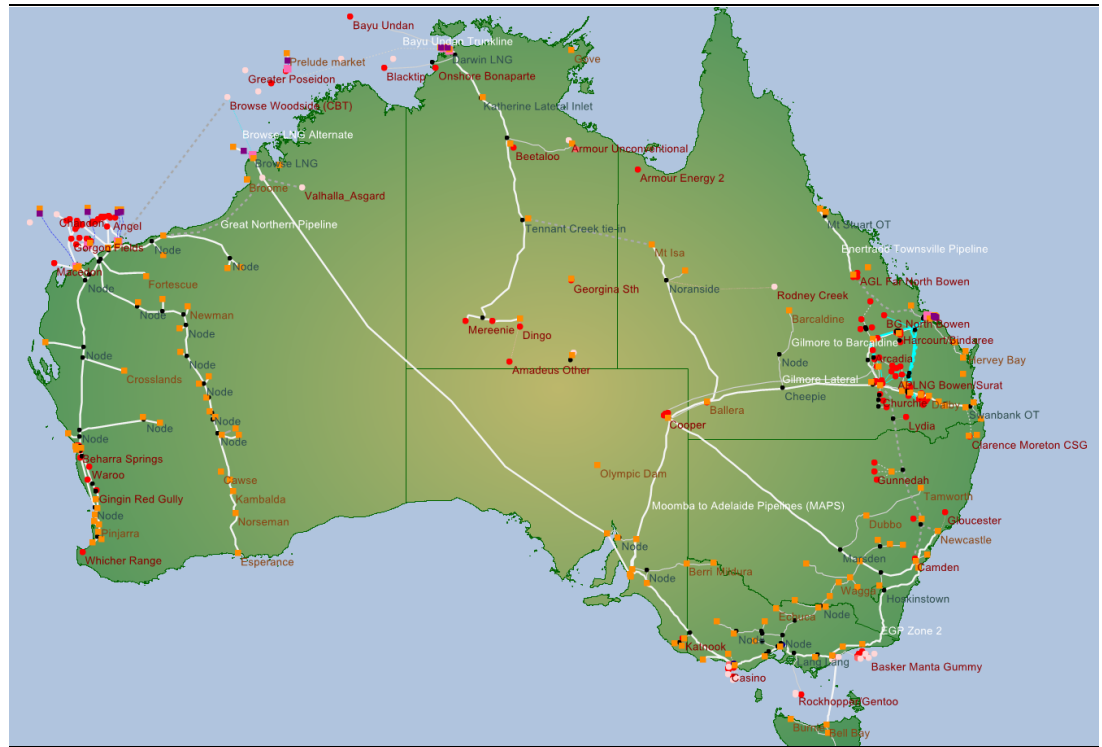 Bayu Undan
Bayu Undan Trunkline
Darwin LNG
Gove
Prelude market
Greater Poseidon
Blacktip
Onshore Bonaparte
Browse Woodside (CBT)
Katherine Lateral Inlet
Browse LNG Alternate
Beetaloo
Armour Unconventional
Browse LNG
Armour Energy 2
Broome
Valhalla_Asgard
Angel
Great Northern Pipeline
Tennant Creek tie-in
Mt Stuart OT
Node
Gorgon Fields
Mt Isa
Enertrade Townsville Pipeline
Macedon
Node
Node
Fortescue
Georgina Sth
Noranside
AGL Far North Bowen
Rodney Creek
Node
Newman
Barcaldine
BG North Bowen
Mereenie
Dingo
Node
Gilmore to Barcaldine
Harcourt/Bindaree
Node
Node
Amadeus Other
Node
Arcadia
Hervey Bay
Crosslands
Node
Gilmore Lateral
APLNG Bowen/Surat
Cheepie
Ballera
Churchie
Dalby
Node
Node
Cooper
Lydia
Swanbank OT
Node
Node
Clarence Moreton CSG
Beharra Springs
Waroo
Olympic Dam
Gunnedah
Cawse
Gingin Red Gully
Kambalda
Tamworth
Node
Norseman
Moomba to Adelaide Pipelines (MAPS)
Gloucester
Pinjarra
Dubbo
Newcastle
Node
Whicher Range
Esperance
Marsden
Node
Berri Mildura
Camden
Wagga
Hoskinstown
Echuca
Node
EGP Zone 2
Katnook
Node
Node
Lang Lang
Casino
Basker Manta Gummy
Rockhopper/Gentoo
Burnie
Bell Bay